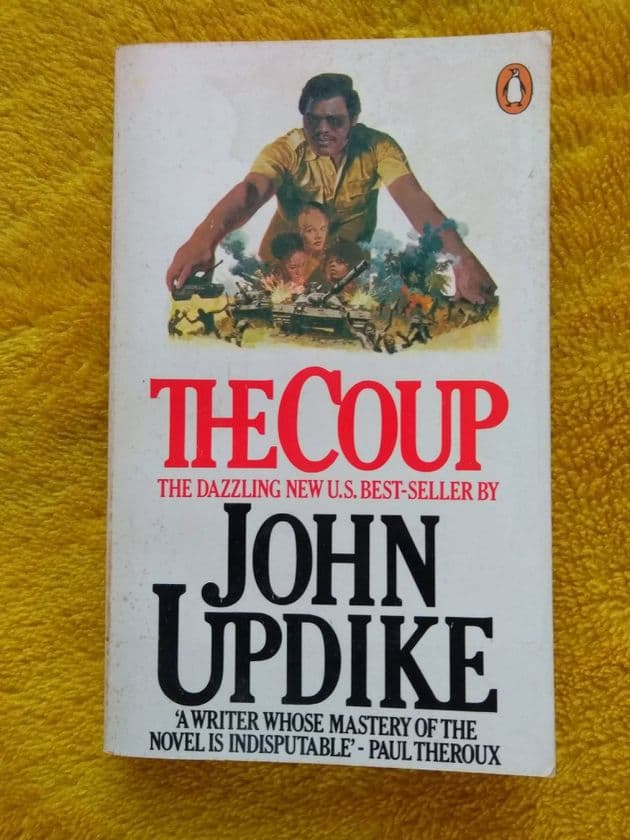 THE COUP
THE DAZZLING NEW U.S. BEST-SELLER BY
JOHN
UPDIKE
'A WRITER WHOSE MASTERY OF THE
NOVEL IS INDISPUTABLE' - PAUL THEROUX